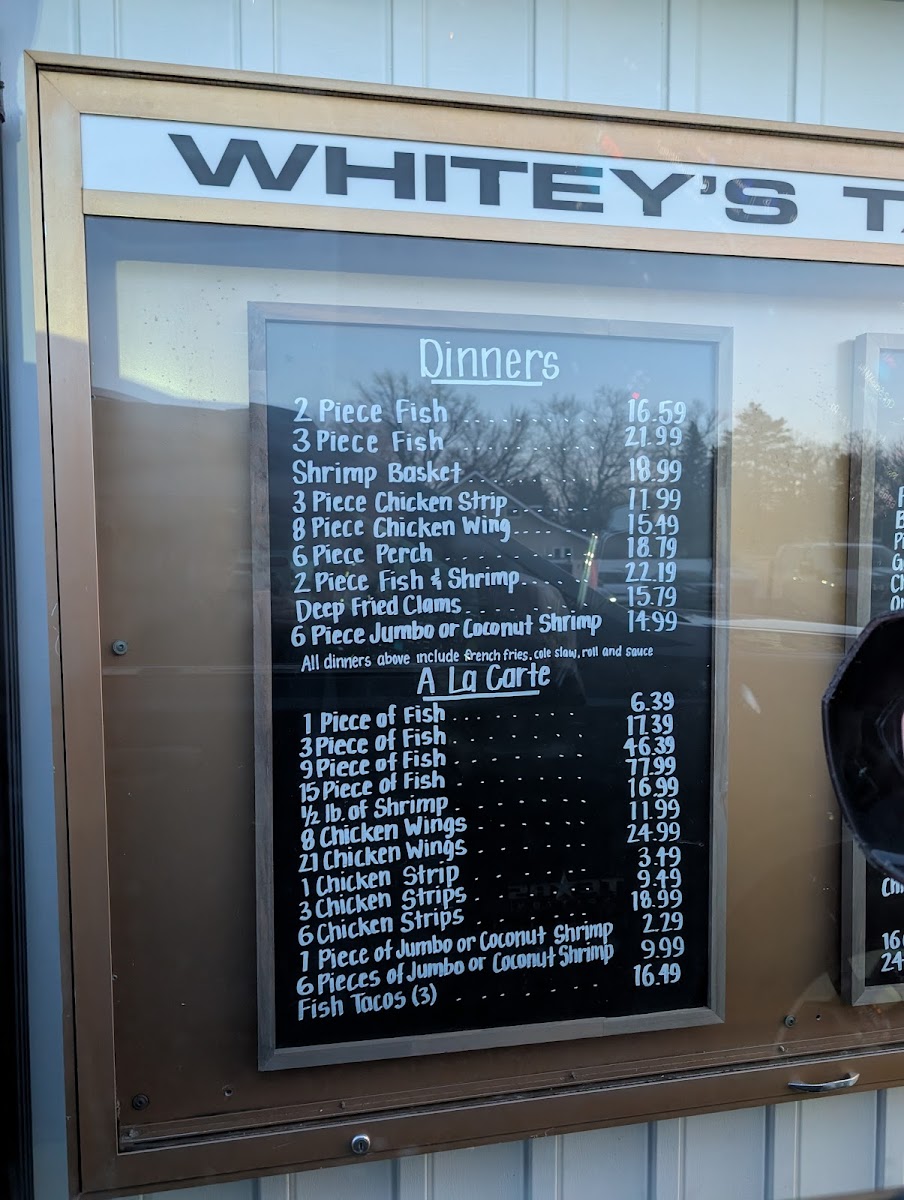 WHITEY'S
Dinners
2 Piece Fish 16.59
3 Piece Fish 21.99
Shrimp Basket 18.99
3 Piece Chicken Strip 11.99
8 Piece Chicken Wing 15.49
6 Piece Perch 18.79
2 Piece Fish & Shrimp 22.19
Deep Fried Clams 15.79
6 Piece Jumbo or Coconut Shrimp 14.99
All dinners above include french fries, cole slaw, roll and sauce
A La Carte
1 Piece of Fish 6.39
3 Piece of Fish 17.39
9 Piece of Fish 46.39
15 Piece of Fish 77.99
½ lb. of Shrimp 16.99
8 Chicken Wings 11.99
21 Chicken Wings 24.99
1 Chicken Strip 3.49
3 Chicken Strips 9.49
6 Chicken Strips 18.99
1 Piece of Jumbo or Coconut Shrimp 2.29
6 Pieces of Jumbo or Coconut Shrimp 9.99
Fish Tacos (3) 16.49